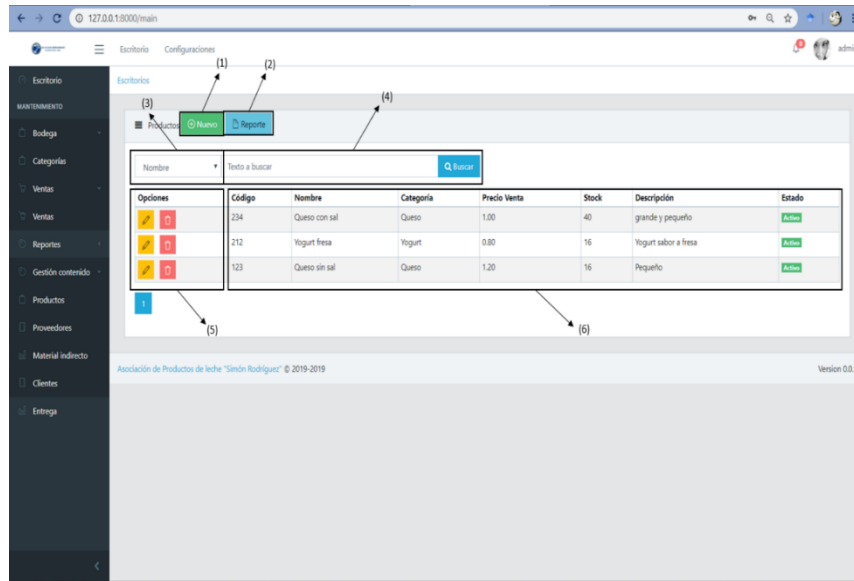 127.0.0.1:8000/main
Escritorio Configuraciones admi
(1) (2)
Escritorio Escritorios
MANTENIMIENTO
(3) (4)
Productos Nuevo Reporte
Bodega
Categorías
Nombre Texto a buscar Buscar
Ventas
Opciones Código Nombre Categoria Precio Venta Stock Descripción Estado
Ventas
234 Queso con sal Queso 1.00 40 grande y pequeño Activo
Reportes
212 Yogurt fresa Yogurt 0.80 16 Yogurt sabor a fresa Activo
Gestión contenido
123 Queso sin sal Queso 1.20 16 Pequeño Activo
Productos
1
Proveedores
(5) (6)
Material indirecto
Asociación de Productos de leche "Simón Rodríguez" © 2019-2019 Version 0.0.
Clientes
Entrega